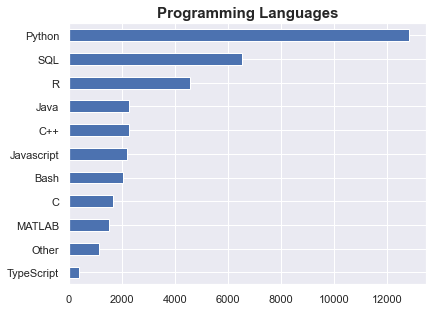 Programming Languages
Python
SQL
R
Java
C++
Javascript
Bash
C
MATLAB
Other
TypeScript
0 2000 4000 6000 8000 10000 12000